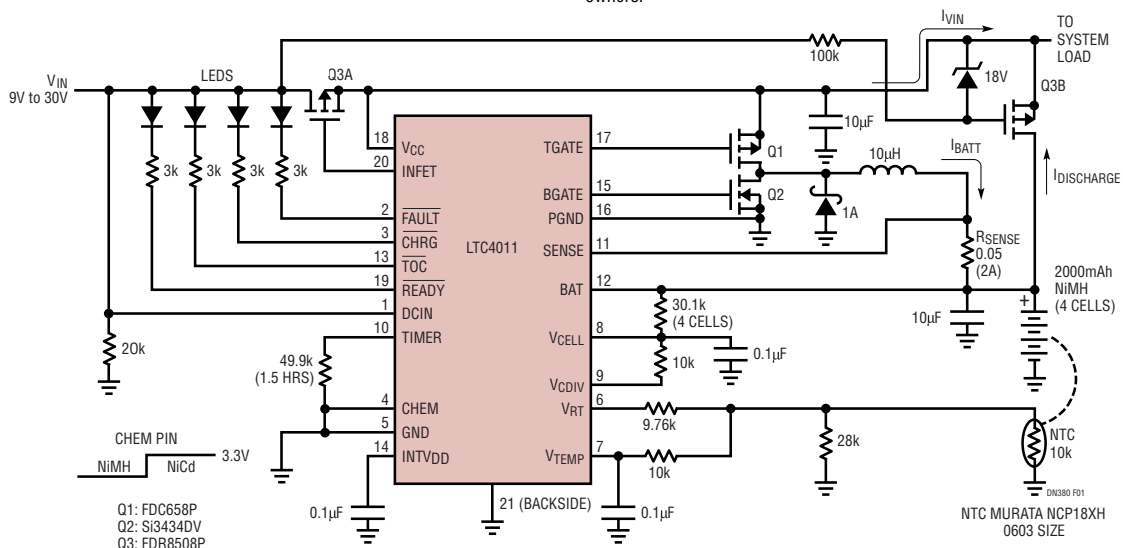 owners.
I_VIN
TO
SYSTEM
LOAD
100k
LEDS
Q3A
V_IN
9V to 30V
18V
Q3B
10µF
3k
3k
3k
3k
18
V_CC
20
INFET
TGATE
17
Q1
I_BATT
10µH
I_DISCHARGE
BGATE
15
Q2
PGND
16
1A
2
FAULT
3
CHRG
13
TOC
19
READY
1
DCIN
10
TIMER
LTC4011
SENSE
11
R_SENSE
0.05
(2A)
BAT
12
2000mAh
NiMH
(4 CELLS)
+
30.1k
(4 CELLS)
10µF
V_CELL
8
10k
0.1µF
V_CDIV
9
20k
49.9k
(1.5 HRS)
4
CHEM
5
GND
14
INTV_DD
V_RT
6
9.76k
28k
V_TEMP
7
10k
NTC
10k
CHEM PIN
NiMH
NiCd
3.3V
0.1µF
21 (BACKSIDE)
0.1µF
DN380 F01
NTC MURATA NCP18XH
0603 SIZE
Q1: FDC658P
Q2: Si3434DV
Q3: FDR8508P